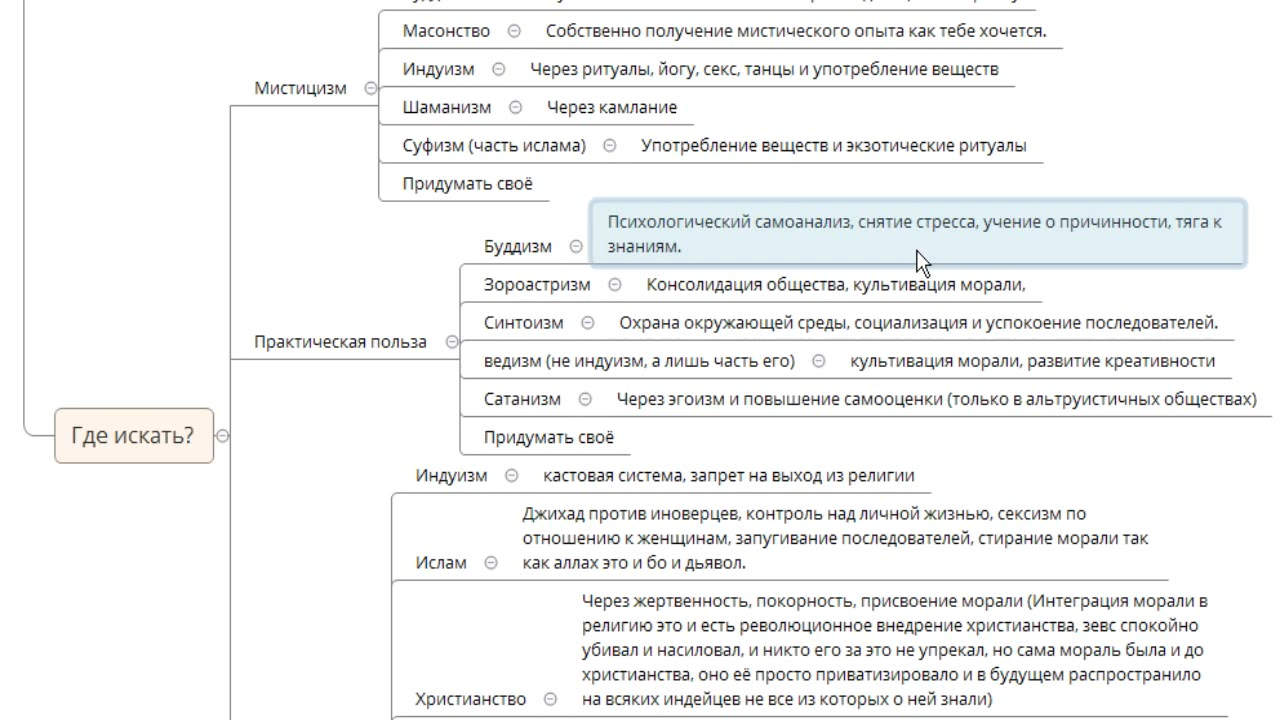 Масонство Собственно получение мистического опыта как тебе хочется.
Индуизм Через ритуалы, йогу, секс, танцы и употребление веществ
Мистицизм
Шаманизм Через камлание
Суфизм (часть ислама) Употребление веществ и экзотические ритуалы
Придумать своё
Психологический самоанализ, снятие стресса, учение о причинности, тяга к
знаниям.
Буддизм
Зороастризм Консолидация общества, культивация морали,
Синтоизм Охрана окружающей среды, социализация и успокоение последователей.
Практическая польза
ведизм (не индуизм, а лишь часть его) культивация морали, развитие креативности
Сатанизм Через эгоизм и повышение самооценки (только в альтруистичных обществах)
Где искать?
Придумать своё
Индуизм кастовая система, запрет на выход из религии
Джихад против иноверцев, контроль над личной жизнью, сексизм по
отношению к женщинам, запугивание последователей, стирание морали так
Ислам как аллах это и бо и дьявол.
Через жертвенность, покорность, присвоение морали (Интеграция морали в
религию это и есть революционное внедрение христианства, зевс спокойно
убивал и насиловал, и никто его за это не упрекал, но сама мораль была и до
христианства, оно её просто приватизировало и в будущем распространило
Христианство на всяких индейцев не все из которых о ней знали)